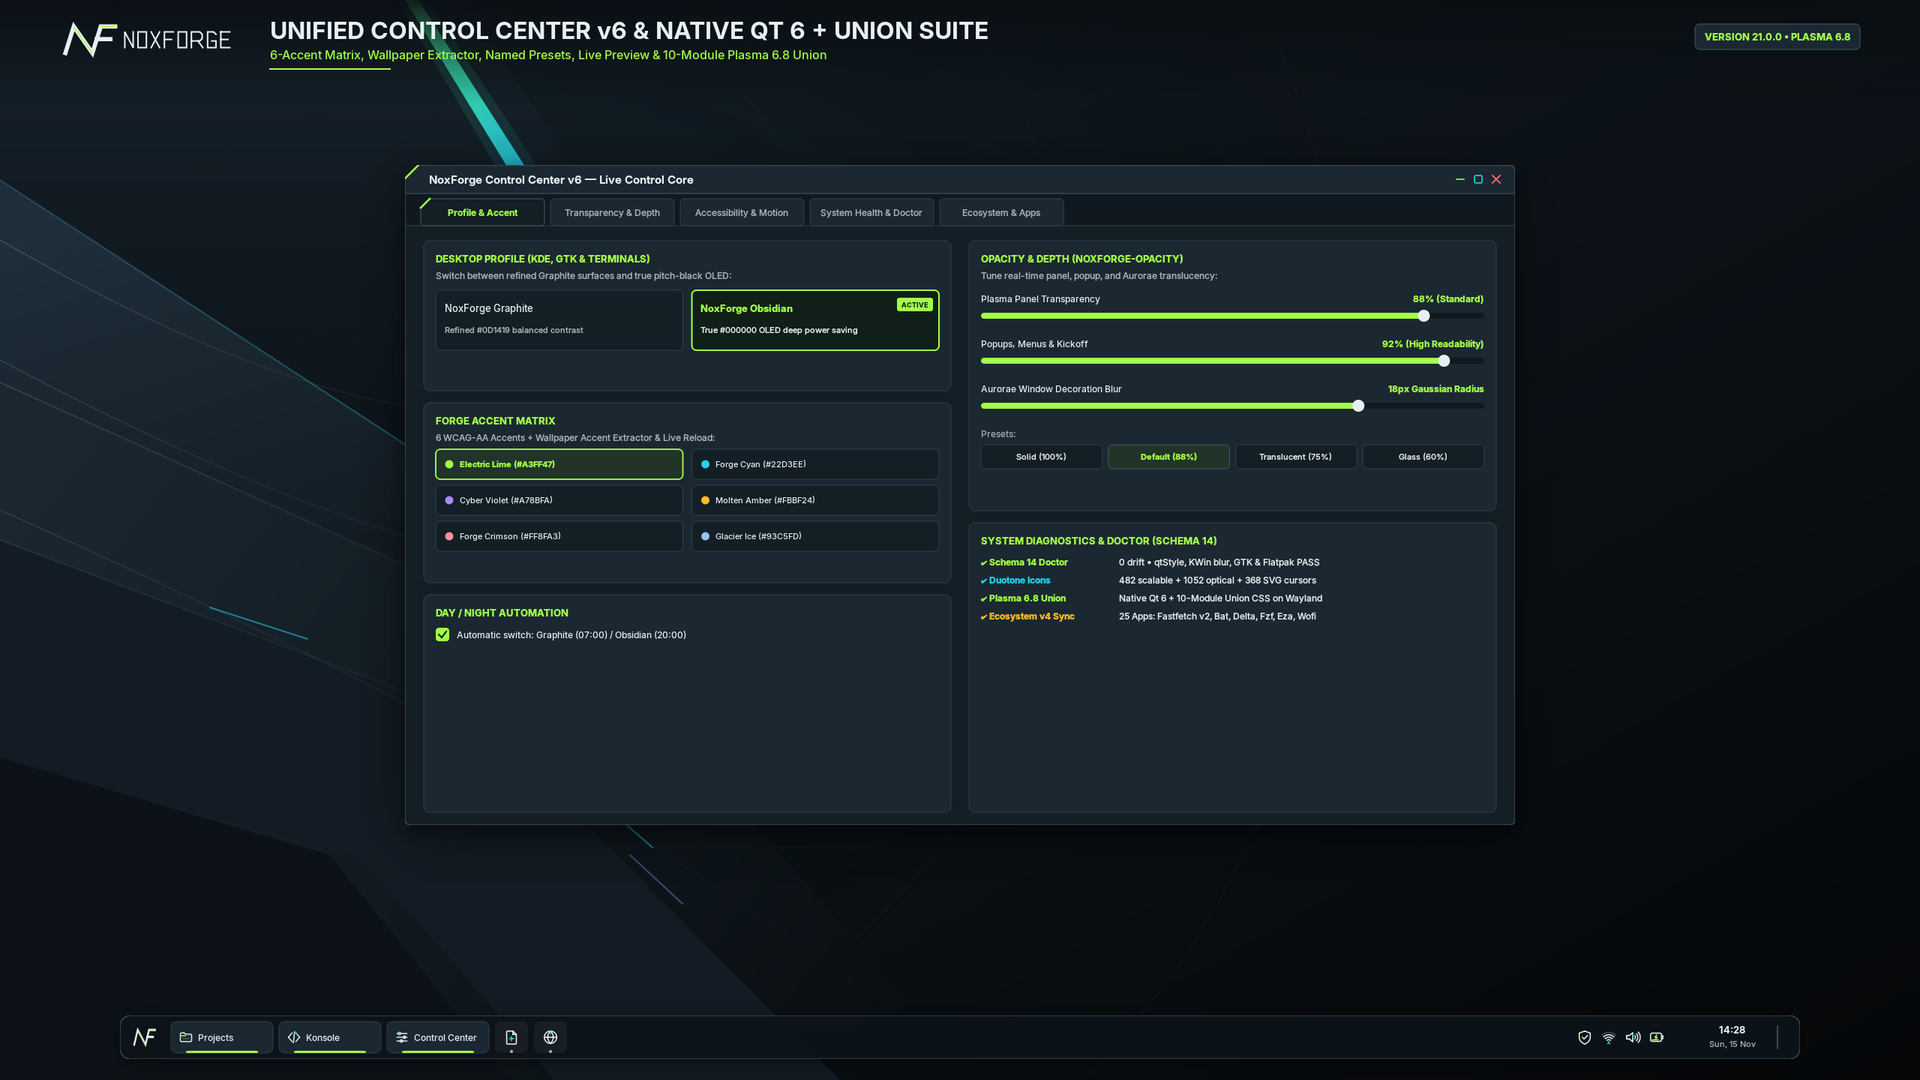 NOXFORGE
UNIFIED CONTROL CENTER v6 & NATIVE QT 6 + UNION SUITE
6-Accent Matrix, Wallpaper Extractor, Named Presets, Live Preview & 10-Module Plasma 6.8 Union
VERSION 21.0.0 • PLASMA 6.8
NoxForge Control Center v6 — Live Control Core
Profile & Accent
Transparency & Depth
Accessibility & Motion
System Health & Doctor
Ecosystem & Apps
DESKTOP PROFILE (KDE, GTK & TERMINALS)
Switch between refined Graphite surfaces and true pitch-black OLED:
NoxForge Graphite
Refined #0D1419 balanced contrast
NoxForge Obsidian
ACTIVE
True #000000 OLED deep power saving
FORGE ACCENT MATRIX
6 WCAG-AA Accents + Wallpaper Accent Extractor & Live Reload:
Electric Lime (#A3FF47)
Forge Cyan (#22D3EE)
Cyber Violet (#A78BFA)
Molten Amber (#FBBF24)
Forge Crimson (#FF8FA3)
Glacier Ice (#93C5FD)
DAY / NIGHT AUTOMATION
Automatic switch: Graphite (07:00) / Obsidian (20:00)
OPACITY & DEPTH (NOXFORGE-OPACITY)
Tune real-time panel, popup, and Aurorae translucency:
Plasma Panel Transparency
88% (Standard)
Popups, Menus & Kickoff
92% (High Readability)
Aurorae Window Decoration Blur
18px Gaussian Radius
Presets:
Solid (100%)
Default (88%)
Translucent (75%)
Glass (60%)
SYSTEM DIAGNOSTICS & DOCTOR (SCHEMA 14)
✔ Schema 14 Doctor
0 drift • qtStyle, KWin blur, GTK & Flatpak PASS
✔ Duotone Icons
482 scalable + 1052 optical + 368 SVG cursors
✔ Plasma 6.8 Union
Native Qt 6 + 10-Module Union CSS on Wayland
✔ Ecosystem v4 Sync
25 Apps: Fastfetch v2, Bat, Delta, Fzf, Eza, Wofi
Projects
Konsole
Control Center
14:28
Sun, 15 Nov